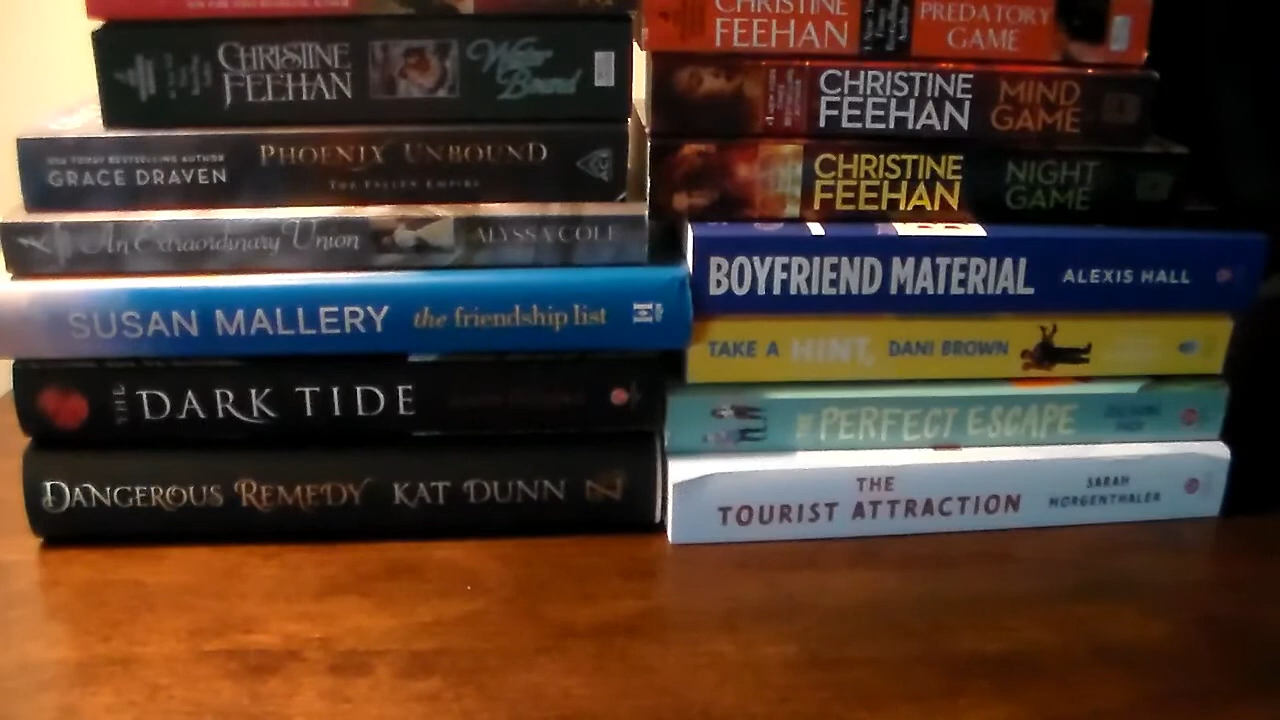 CHRISTINE
FEEHAN
Water
Bound
USA TODAY BESTSELLING AUTHOR
GRACE DRAVEN
PHOENIX UNBOUND
THE FALLEN EMPIRE
ACE
An Extraordinary Union
ALYSSA COLE
SUSAN MALLERY
the friendship list
THE
DARK TIDE
DANGEROUS REMEDY
KAT DUNN
CHRISTINE
FEEHAN
PREDATORY
GAME
CHRISTINE
FEEHAN
MIND
GAME
CHRISTINE
FEEHAN
NIGHT
GAME
BOYFRIEND MATERIAL
ALEXIS HALL
TAKE A HINT, DANI BROWN
THE
PERFECT ESCAPE
THE
TOURIST ATTRACTION
SARAH
MORGENTHALER